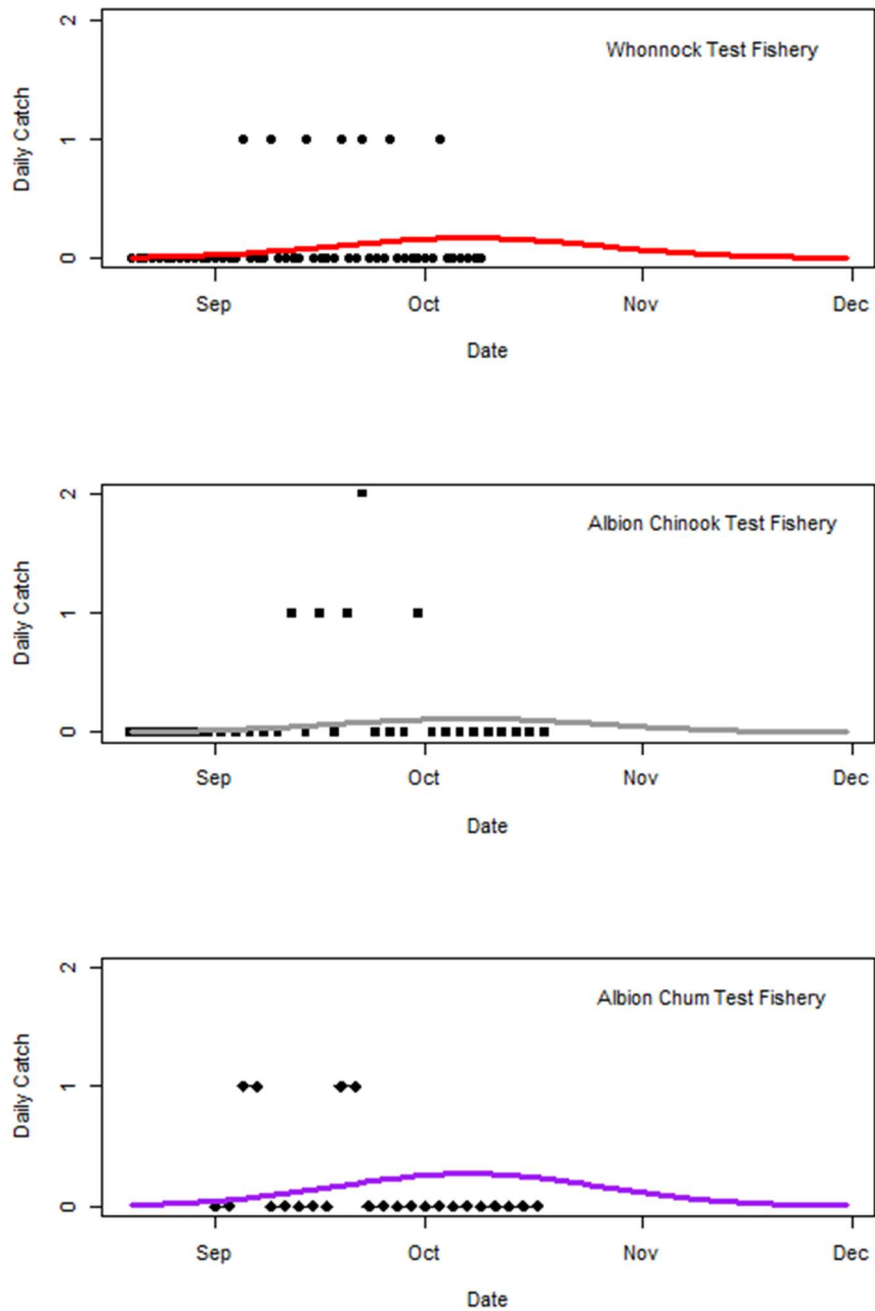 Whonnock Test Fishery
Daily Catch
2
1
0
Sep Oct Nov Dec
Date
Albion Chinook Test Fishery
Daily Catch
2
1
0
Sep Oct Nov Dec
Date
Albion Chum Test Fishery
Daily Catch
2
1
0
Sep Oct Nov Dec
Date